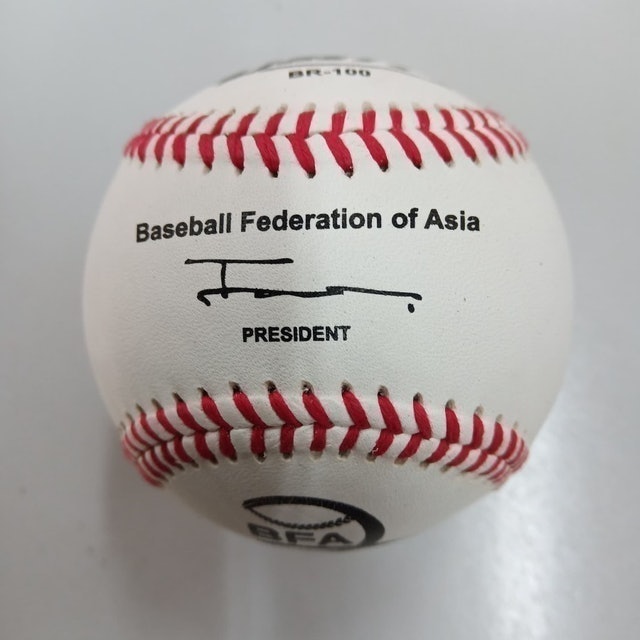 BR-100
Baseball Federation of Asia
PRESIDENT
BFA